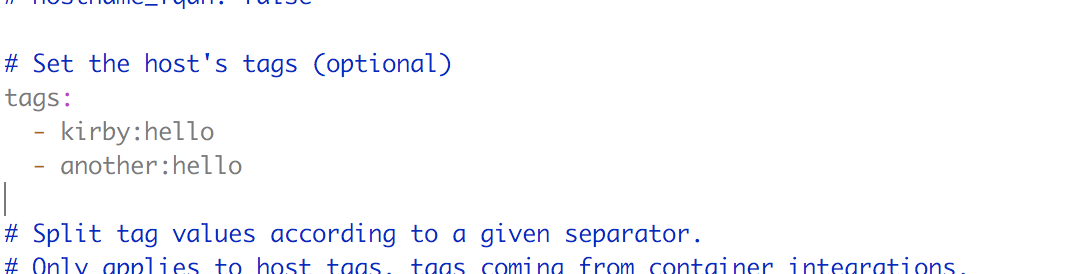 # hostname_fqdn: false
# Set the host's tags (optional)
tags:
  - kirby:hello
  - another:hello
# Split tag values according to a given separator.
# Only applies to host tags, tags coming from container integrations.